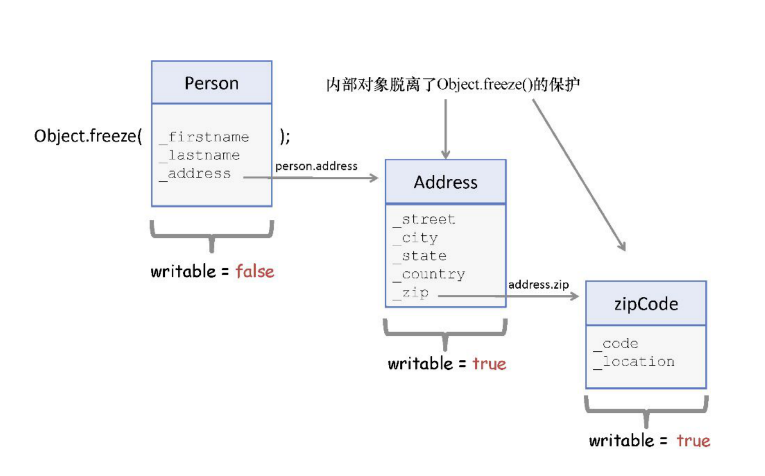 Person
内部对象脱离了Object.freeze()的保护
Object.freeze(
_firstname
_lastname
_address
);
person.address
writable = false
Address
_street
_city
_state
_country
_zip
address.zip
writable = true
zipCode
_code
_location
writable = true